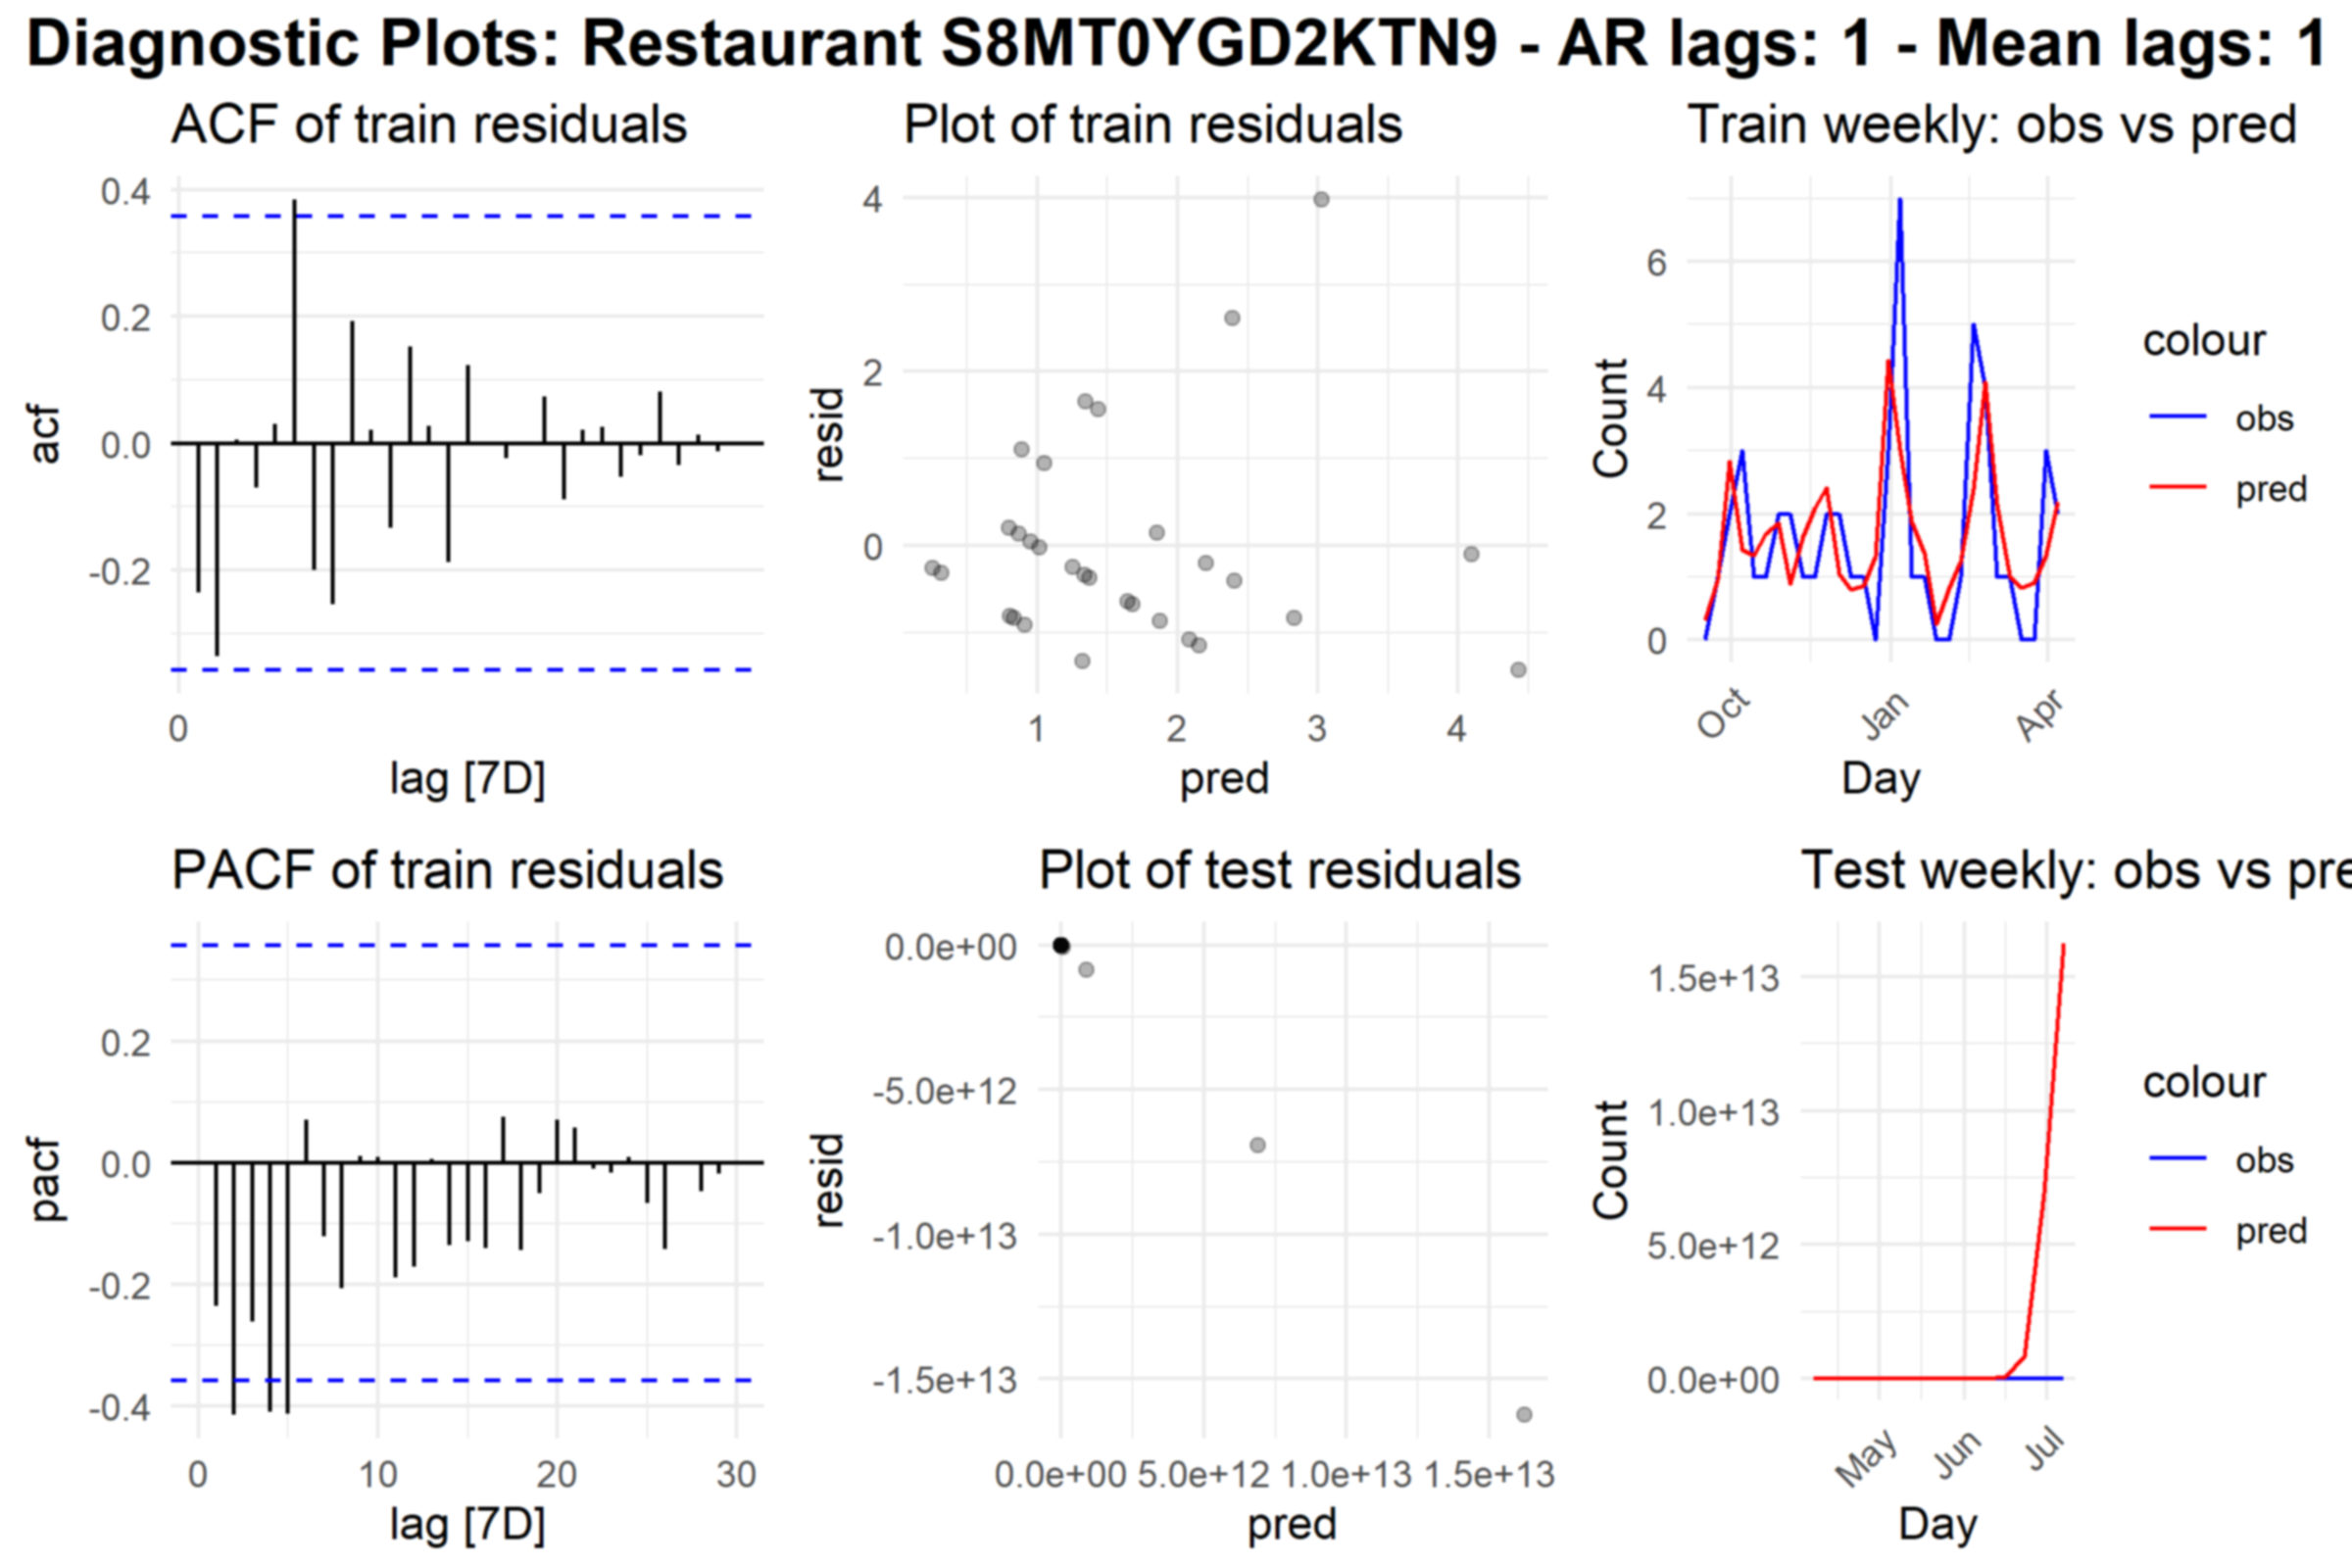 Diagnostic Plots: Restaurant S8MT0YGD2KTN9 - AR lags: 1 - Mean lags: 1
ACF of train residuals
0.4
0.2
0.0
-0.2
acf
0
lag [7D]
Plot of train residuals
4
2
0
resid
1 2 3 4
pred
Train weekly: obs vs pred
6
4
2
0
Count
Oct Jan Apr
Day
colour
obs
pred
PACF of train residuals
0.2
0.0
-0.2
-0.4
pacf
0 10 20 30
lag [7D]
Plot of test residuals
0.0e+00
-5.0e+12
-1.0e+13
-1.5e+13
resid
0.0e+00 5.0e+12 1.0e+13 1.5e+13
pred
Test weekly: obs vs pre
1.5e+13
1.0e+13
5.0e+12
0.0e+00
Count
May Jun Jul
Day
colour
obs
pred